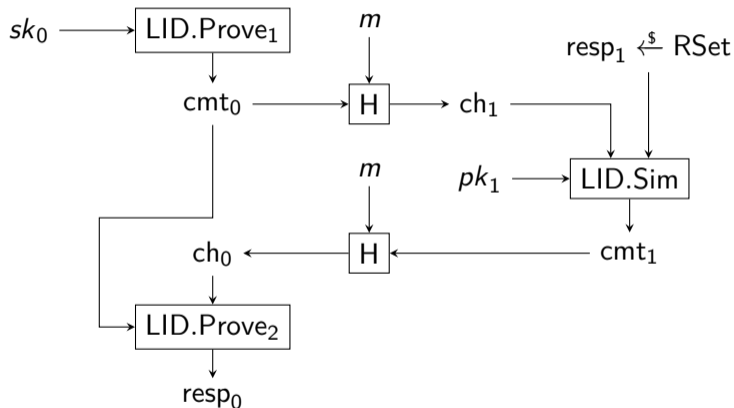 sk₀ LID.Prove₁ m
resp₁ <-$ RSet
cmt₀ H ch₁
m pk₁ LID.Sim
ch₀ H cmt₁
LID.Prove₂
resp₀